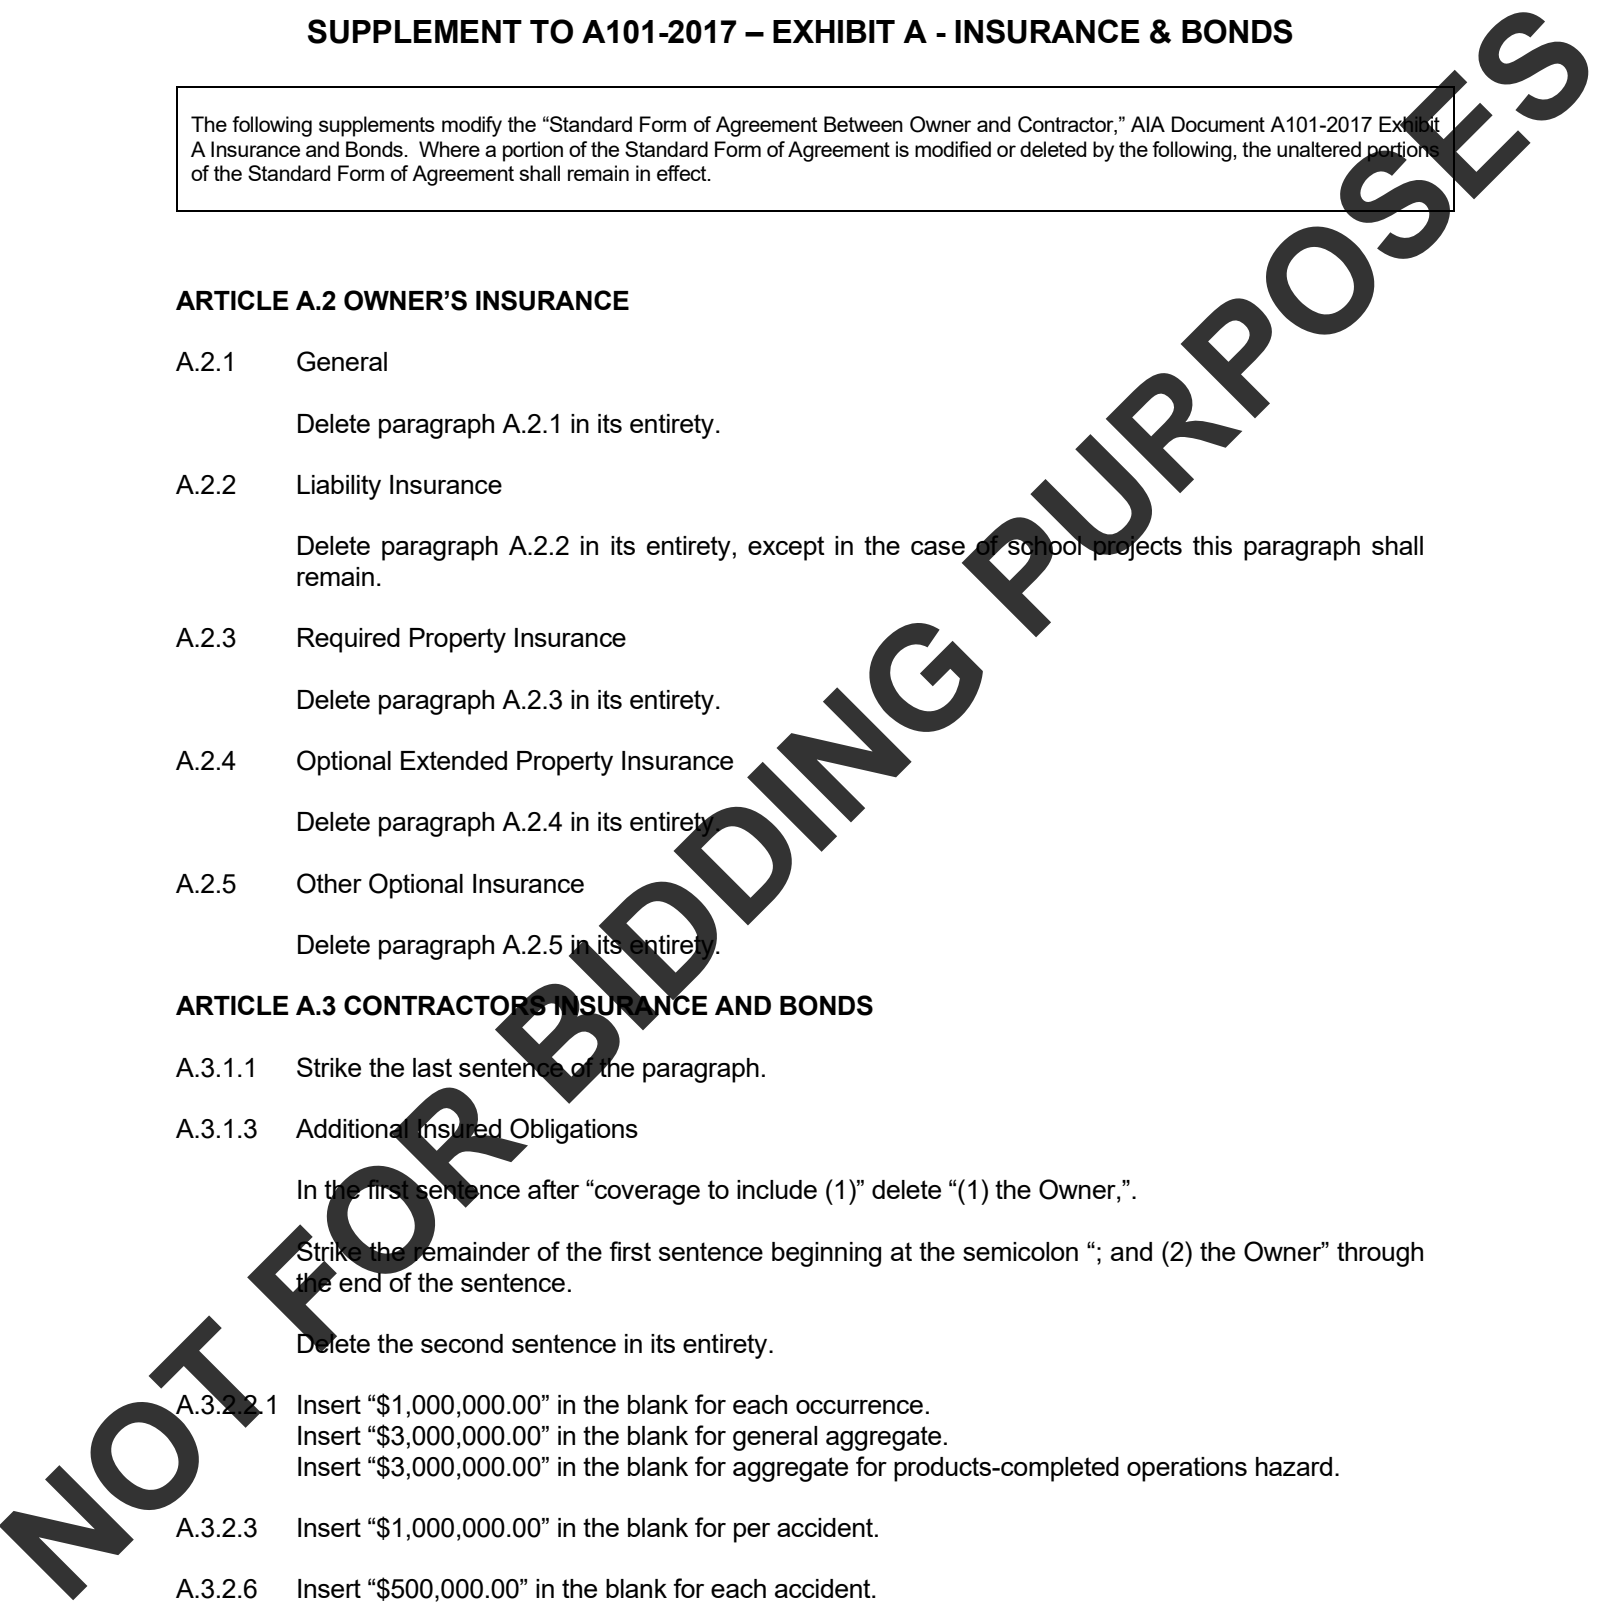 SUPPLEMENT TO A101-2017 – EXHIBIT A - INSURANCE & BONDS
The following supplements modify the “Standard Form of Agreement Between Owner and Contractor,” AIA Document A101-2017 Exhibit
A Insurance and Bonds.  Where a portion of the Standard Form of Agreement is modified or deleted by the following, the unaltered portions
of the Standard Form of Agreement shall remain in effect.
ARTICLE A.2 OWNER’S INSURANCE
A.2.1 General
Delete paragraph A.2.1 in its entirety.
A.2.2 Liability Insurance
Delete paragraph A.2.2 in its entirety, except in the case of school projects this paragraph shall
remain.
A.2.3 Required Property Insurance
Delete paragraph A.2.3 in its entirety.
A.2.4 Optional Extended Property Insurance
Delete paragraph A.2.4 in its entirety.
A.2.5 Other Optional Insurance
Delete paragraph A.2.5 in its entirety.
ARTICLE A.3 CONTRACTORS INSURANCE AND BONDS
A.3.1.1 Strike the last sentence of the paragraph.
A.3.1.3 Additional Insured Obligations
In the first sentence after “coverage to include (1)” delete “(1) the Owner,”.
Strike the remainder of the first sentence beginning at the semicolon “; and (2) the Owner” through
the end of the sentence.
Delete the second sentence in its entirety.
A.3.2.2.1 Insert “$1,000,000.00” in the blank for each occurrence.
Insert “$3,000,000.00” in the blank for general aggregate.
Insert “$3,000,000.00” in the blank for aggregate for products-completed operations hazard.
A.3.2.3 Insert “$1,000,000.00” in the blank for per accident.
A.3.2.6 Insert “$500,000.00” in the blank for each accident.
NOT FOR BIDDING PURPOSES